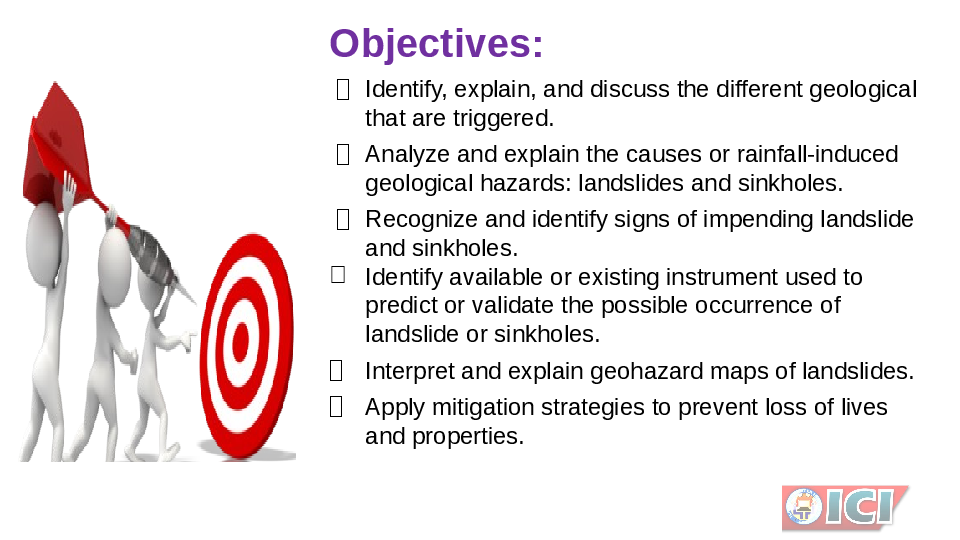 Objectives:
Identify, explain, and discuss the different geological
that are triggered.
Analyze and explain the causes or rainfall-induced
geological hazards: landslides and sinkholes.
Recognize and identify signs of impending landslide
and sinkholes.
Identify available or existing instrument used to
predict or validate the possible occurrence of
landslide or sinkholes.
Interpret and explain geohazard maps of landslides.
Apply mitigation strategies to prevent loss of lives
and properties.
ICI